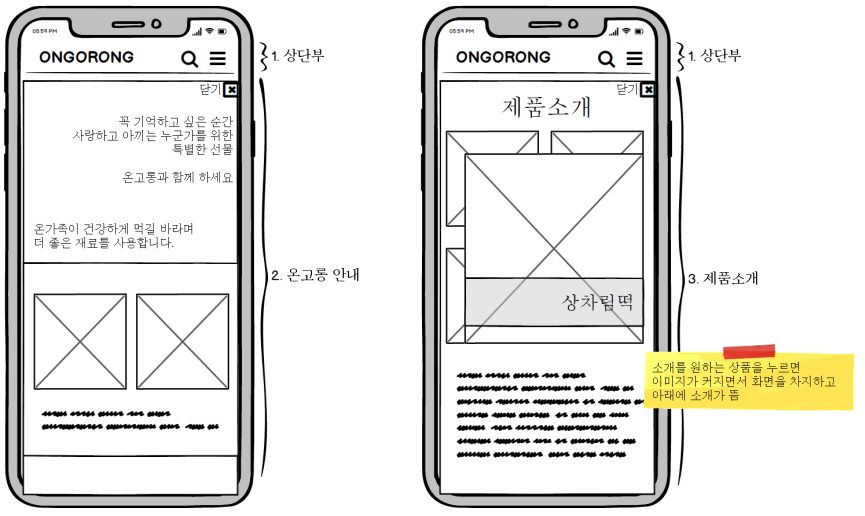 05:59 PM
ONGORONG
1. 상단부
닫기
꼭 기억하고 싶은 순간
사랑하고 아끼는 누군가를 위한
특별한 선물
온고롱과 함께 하세요
온가족이 건강하게 먹길 바라며
더 좋은 재료를 사용합니다.
2. 온고롱 안내
05:59 PM
ONGORONG
1. 상단부
닫기
제품소개
상차림떡
3. 제품소개
소개를 원하는 상품을 누르면
이미지가 커지면서 화면을 차지하고
아래에 소개가 뜸